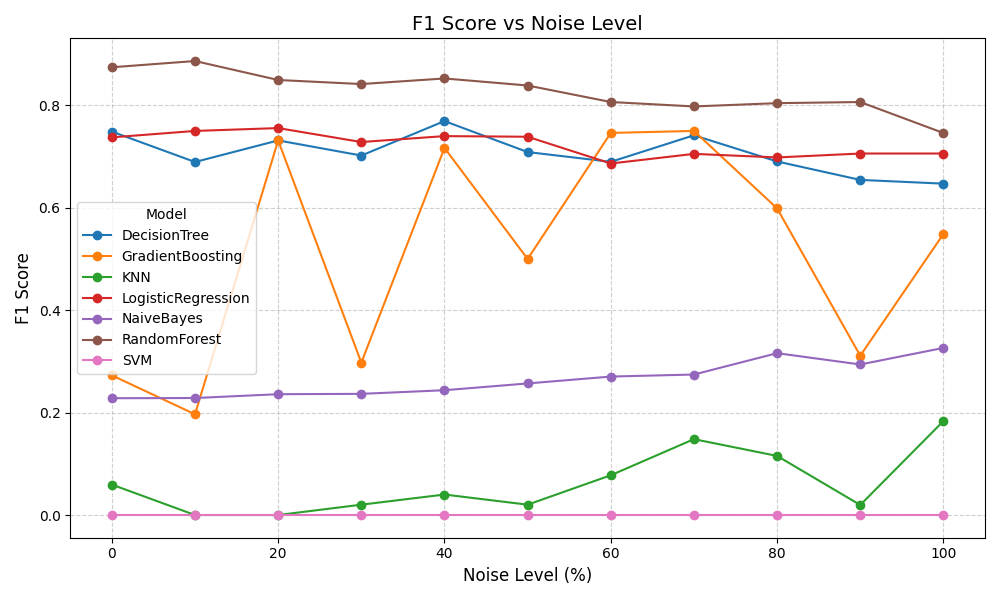 F1 Score vs Noise Level
F1 Score
0.8
0.6
0.4
0.2
0.0
Model
DecisionTree
GradientBoosting
KNN
LogisticRegression
NaiveBayes
RandomForest
SVM
0 20 40 60 80 100
Noise Level (%)